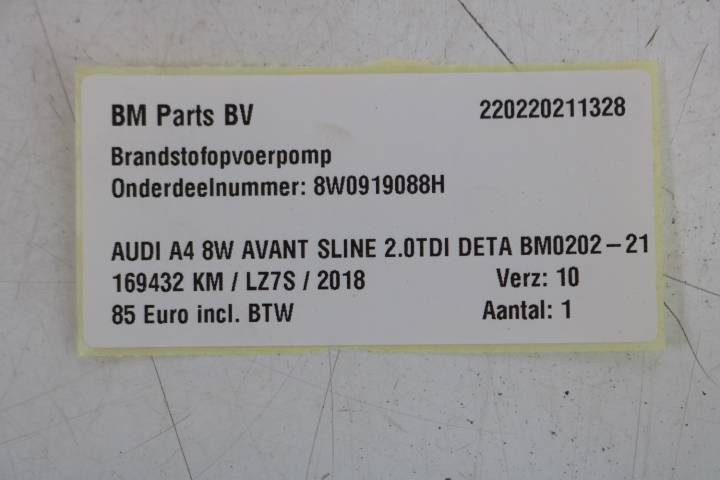 BM Parts BV 220220211328
Brandstofopvoerpomp
Onderdeelnummer: 8W0919088H
AUDI A4 8W AVANT SLINE 2.0TDI DETA BM0202-21
169432 KM / LZ7S / 2018 Verz: 10
85 Euro incl. BTW Aantal: 1